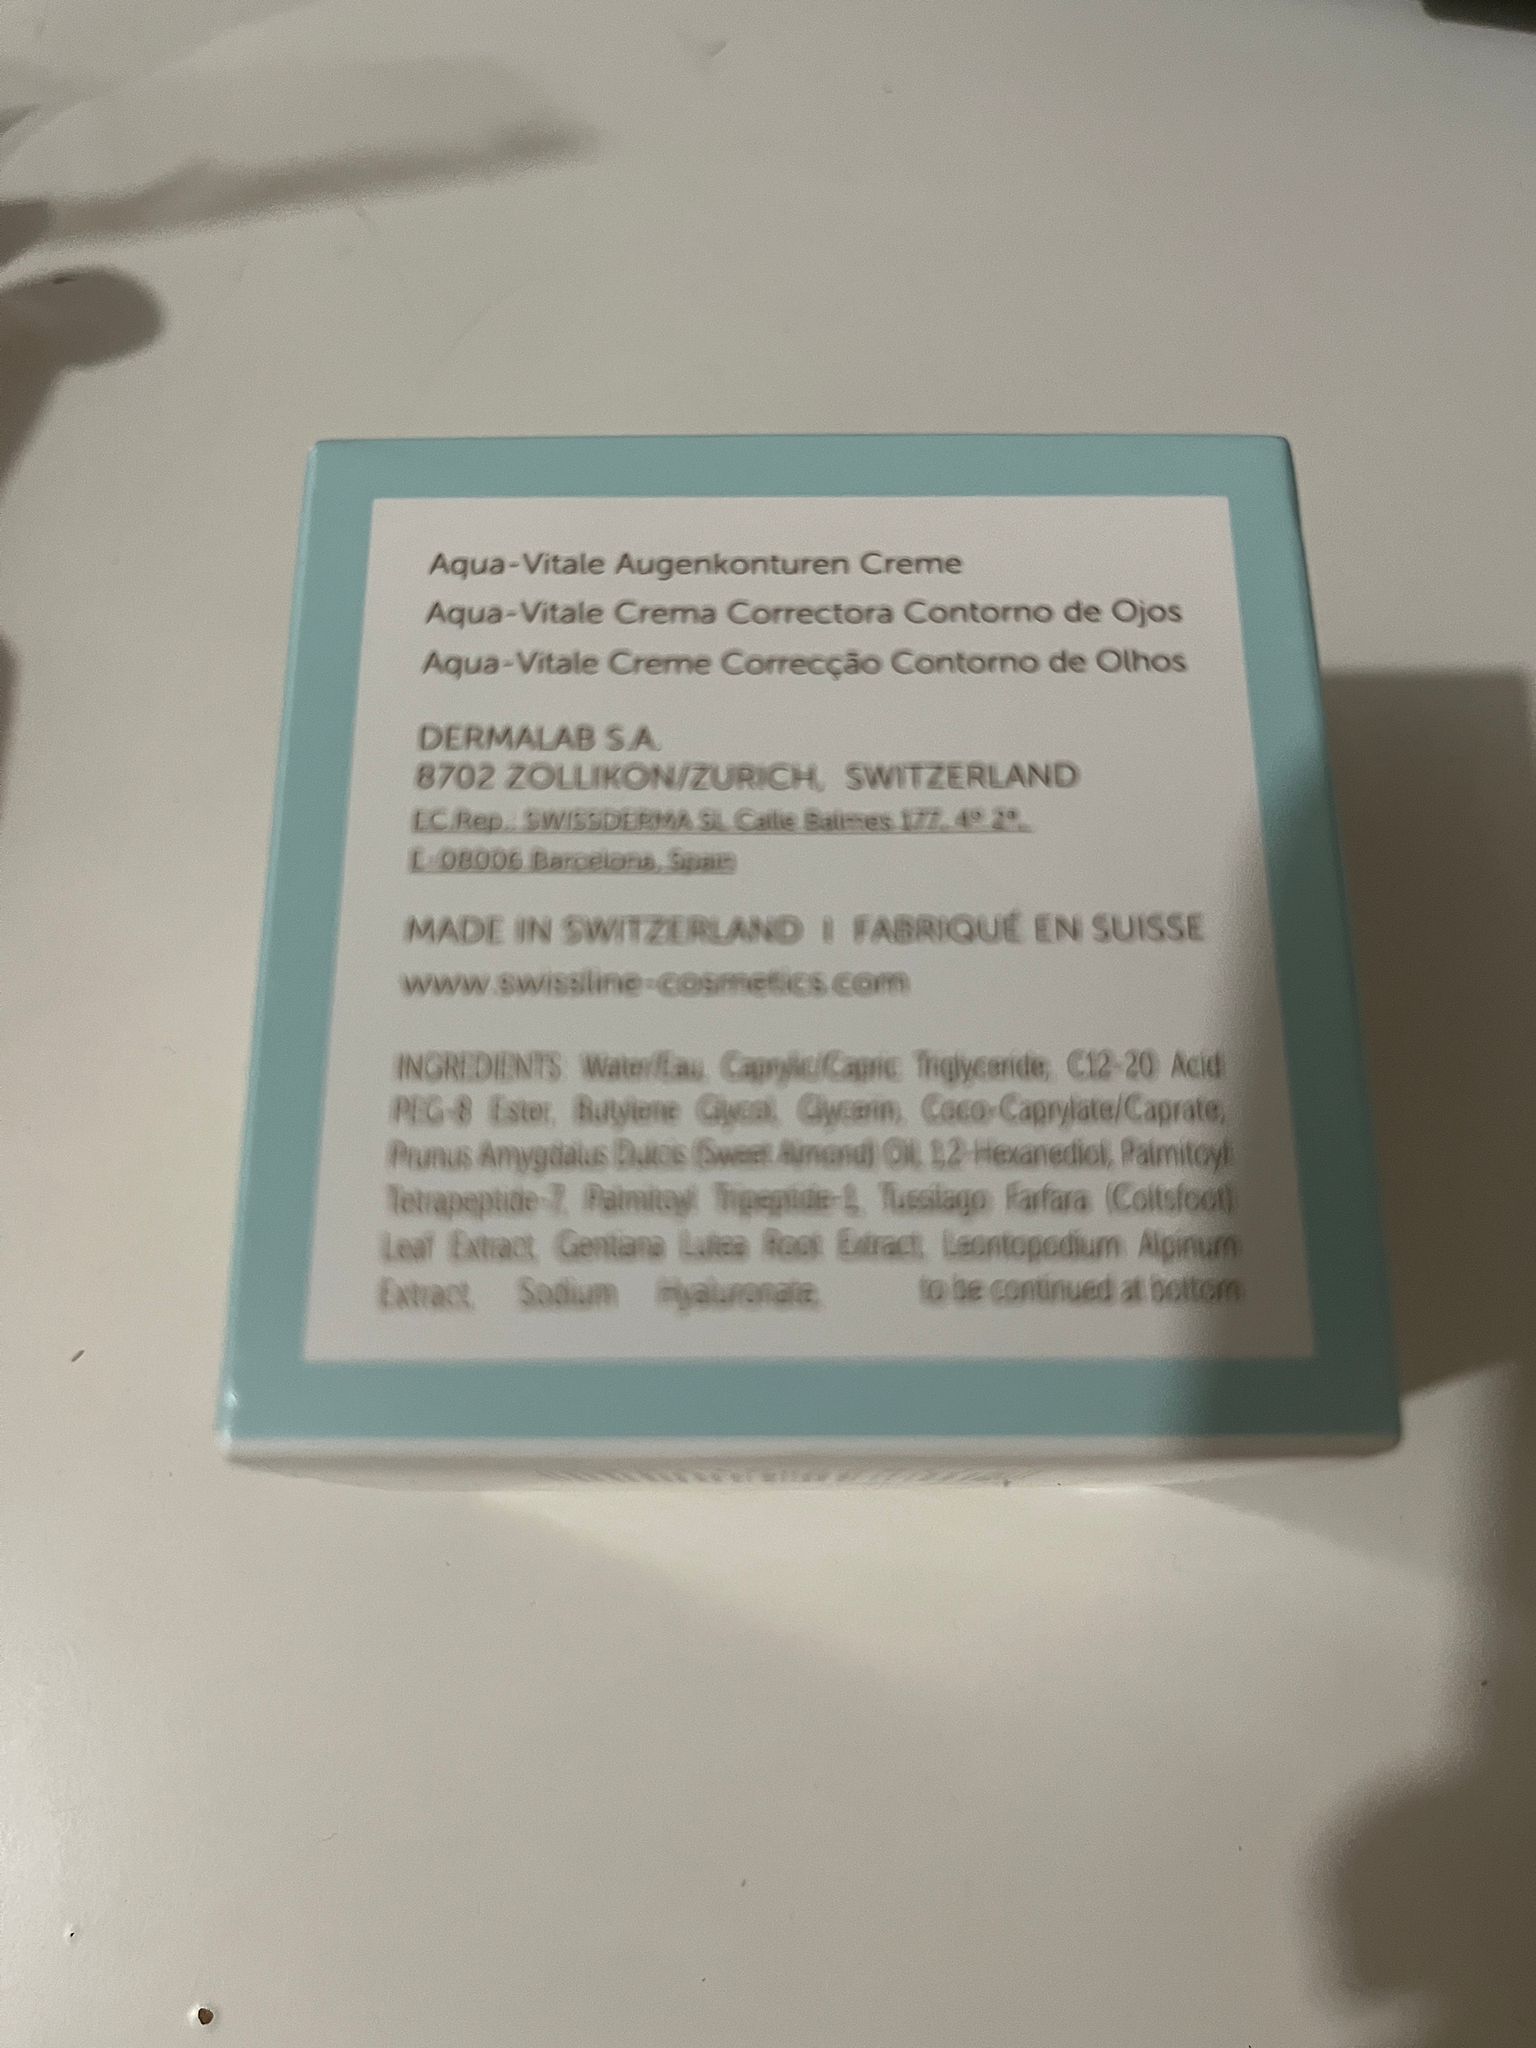 Aqua-Vitale Augenkonturen Creme
Aqua-Vitale Crema Correctora Contorno de Ojos
Aqua-Vitale Creme Correcção Contorno de Olhos
DERMALAB S.A.
8702 ZOLLIKON/ZURICH, SWITZERLAND
EC Rep.: SWISSDERMA SL Calle Balmes 177, 4º 2ª,
E-08006 Barcelona, Spain
MADE IN SWITZERLAND I FABRIQUÉ EN SUISSE
www.swissline-cosmetics.com
INGREDIENTS Water/Eau, Caprylic/Capric Triglyceride, C12-20 Acid
PEG-8 Ester, Butylene Glycol, Glycerin, Coco-Caprylate/Caprate,
Prunus Amygdalus Dulcis (Sweet Almond) Oil, 1,2-Hexanediol, Palmitoyl
Tetrapeptide-7, Palmitoyl Tripeptide-1, Tussilago Farfara (Coltsfoot)
Leaf Extract, Gentiana Lutea Root Extract, Leontopodium Alpinum
Extract, Sodium Hyaluronate, to be continued at bottom